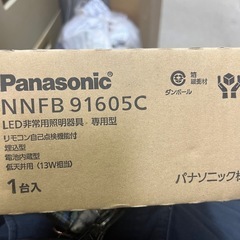 Panasonic
段ボール
NNFB 91605C
LED非常用照明器具 専用型
リモコン自己点検機能付
埋込型
電池内蔵型
低天井用(13W相当)
1台入
パナソニック株